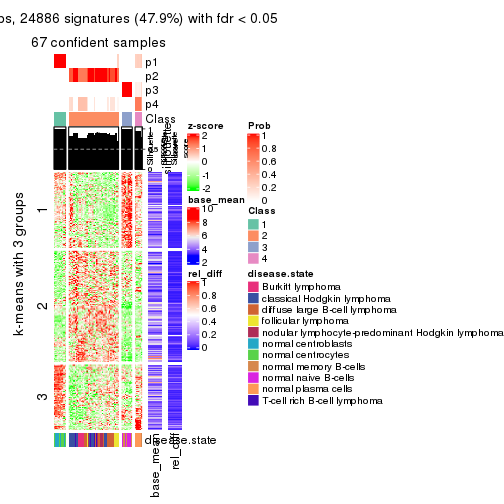 ps, 24886 signatures (47.9%) with fdr < 0.05
67 confident samples
p1
p2
p3
p4
Class
1
0.5
0
Silhouette
score
z-score
2
1
0
-1
-2
base_mean
10
8
6
4
2
rel_diff
1
0.5
0
Prob
1
0.8
0.6
0.4
0.2
0
Class
1
2
3
4
disease.state
Burkitt lymphoma
classical Hodgkin lymphoma
diffuse large B-cell lymphoma
follicular lymphoma
nodular lymphocyte-predominant Hodgkin lymphoma
normal centroblasts
normal centrocytes
normal memory B-cells
normal naive B-cells
normal plasma cells
T-cell rich B-cell lymphoma
k-means with 3 groups
1
2
3
disease.state
base_mean
rel_diff